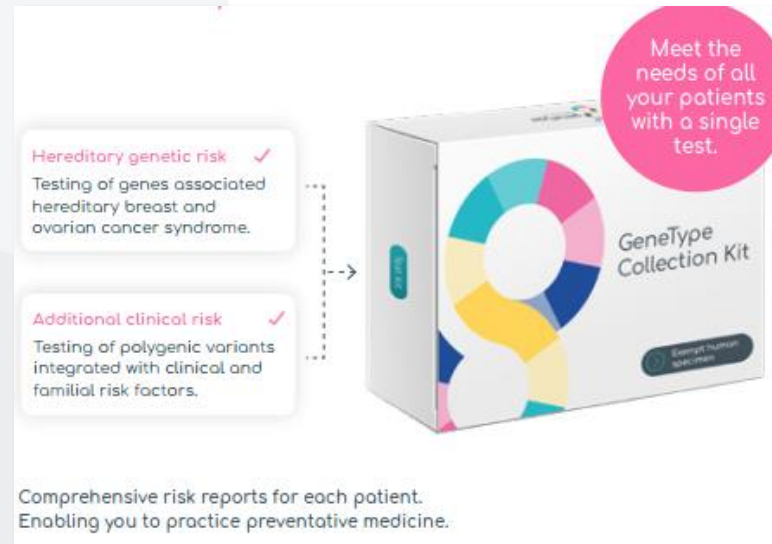 Meet the
needs of all
your patients
with a single
test.
Hereditary genetic risk
Testing of genes associated
hereditary breast and
ovarian cancer syndrome.
Additional clinical risk
Testing of polygenic variants
integrated with clinical and
familial risk factors.
GeneType
Collection Kit
Test kit
Exempt human
specimen
Comprehensive risk reports for each patient.
Enabling you to practice preventative medicine.